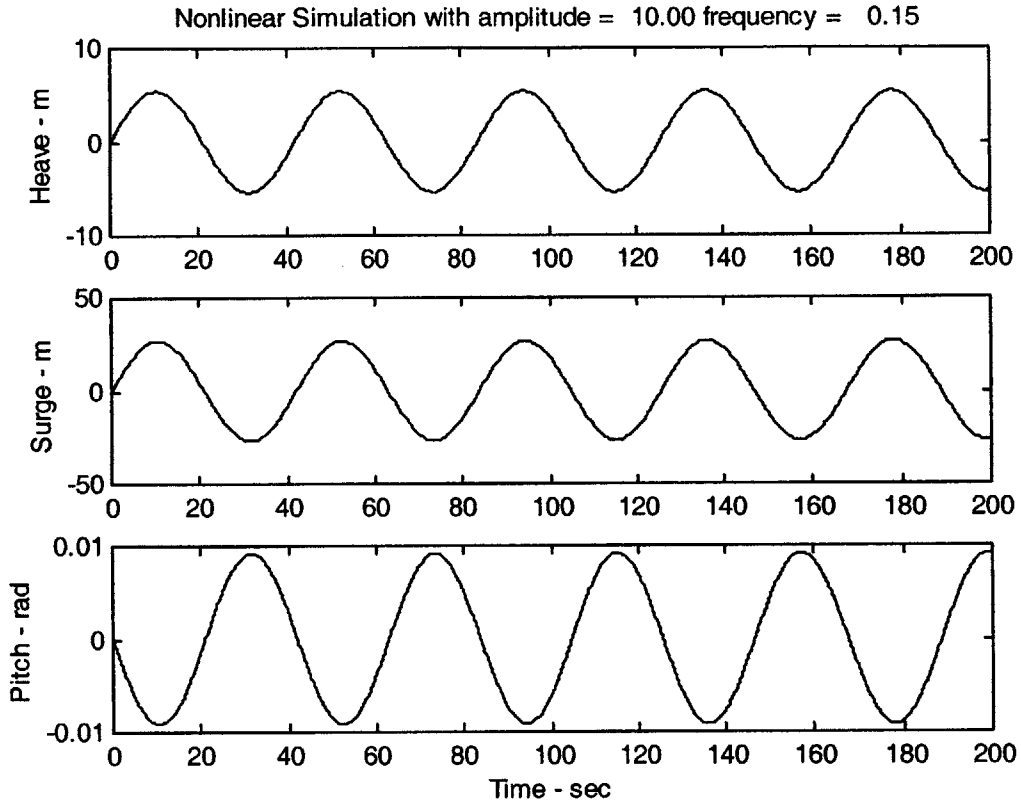 Nonlinear Simulation with amplitude = 10.00 frequency = 0.15
10
0
-10
Heave - m
0 20 40 60 80 100 120 140 160 180 200
50
0
-50
Surge - m
0 20 40 60 80 100 120 140 160 180 200
0.01
0
-0.01
Pitch - rad
0 20 40 60 80 100 120 140 160 180 200
Time - sec